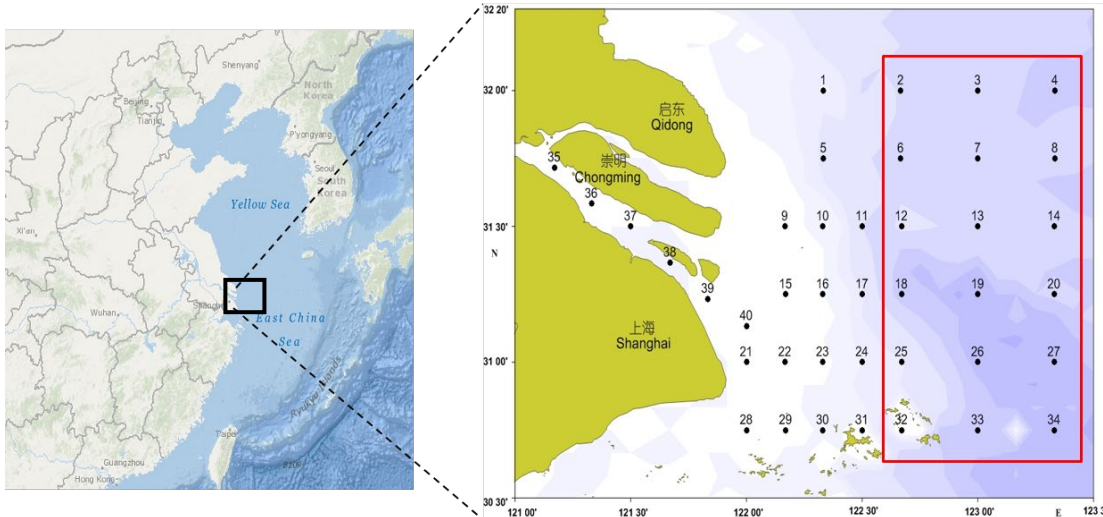 Shenyang
Beijing
Tianjin
North
Korea
P'yongyang
Seoul
South
Korea
Yellow Sea
Xi'an
Wuhan
Shanghai
East China
Sea
Ryukyu Islands
Taipei
Guangzhou
Hong Kong
32 20'
32 00'
31 30'
N
31 00'
30 30'
121 00'
121 30'
122 00'
122 30'
123 00'
E
123 3
启东
Qidong
崇明
Chongming
上海
Shanghai
1
2
3
4
5
6
7
8
35
36
37
9
10
11
12
13
14
38
39
15
16
17
18
19
20
40
21
22
23
24
25
26
27
28
29
30
31
32
33
34